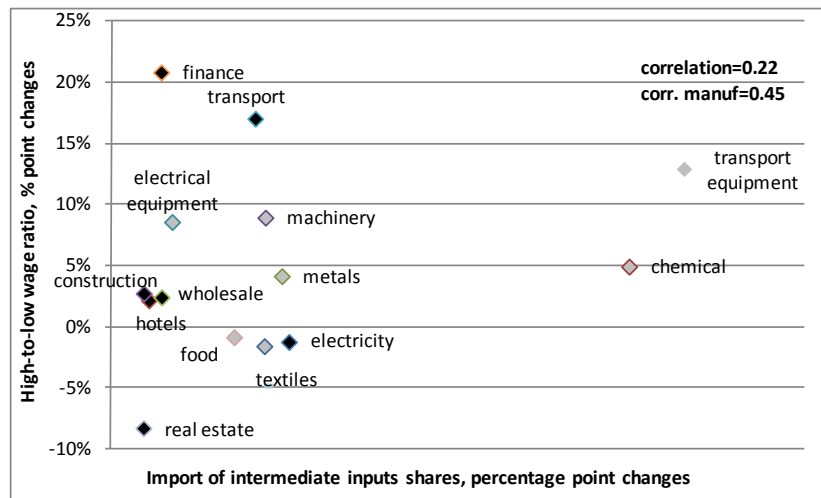 High-to-low wage ratio, % point changes
25%
20%
15%
10%
5%
0%
-5%
-10%
finance
transport
correlation=0.22
corr. manuf=0.45
transport
equipment
electrical
equipment
machinery
chemical
metals
construction
wholesale
hotels
food
electricity
textiles
real estate
Import of intermediate inputs shares, percentage point changes